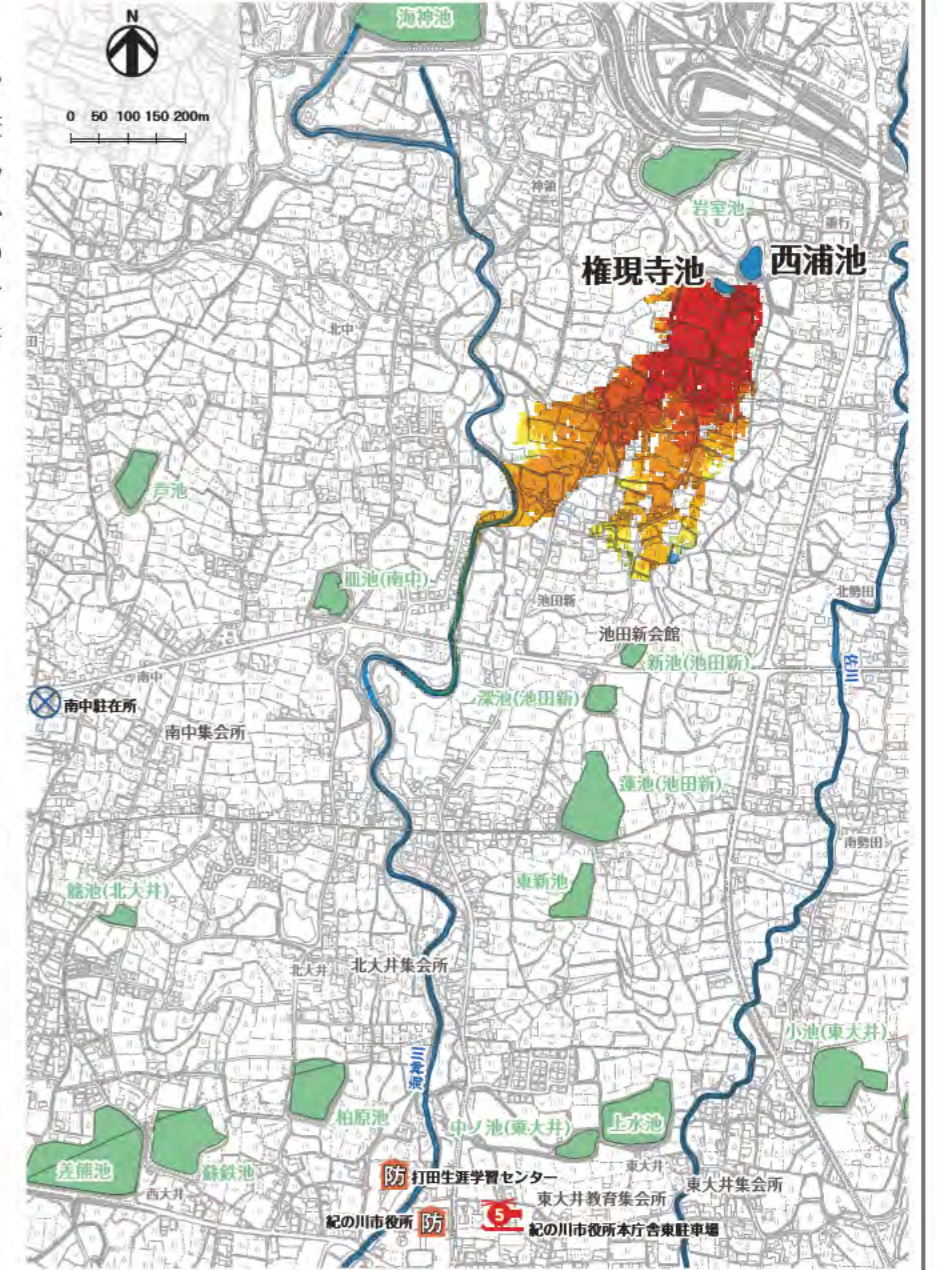 海神池
N
0 50 100 150 200m
神領
岩室池
重行
権現寺池
西浦池
北中
田
戸池
皿池(南中)
池田新
北勢田
池田新会館
新池(池田新)
佐川
南中
深池(池田新)
南中駐在所
南中集会所
蓮池(池田新)
南勢田
東新池
籠池(北大井)
北大井
北大井集会所
小池(東大井)
柏原池
中ノ池(東大井)
上水池
蘇鉄池
西大井
防 打田生涯学習センター
東大井
東大井集会所
東大井教育集会所
紀の川市役所 防
5
紀の川市役所本庁舎東駐車場